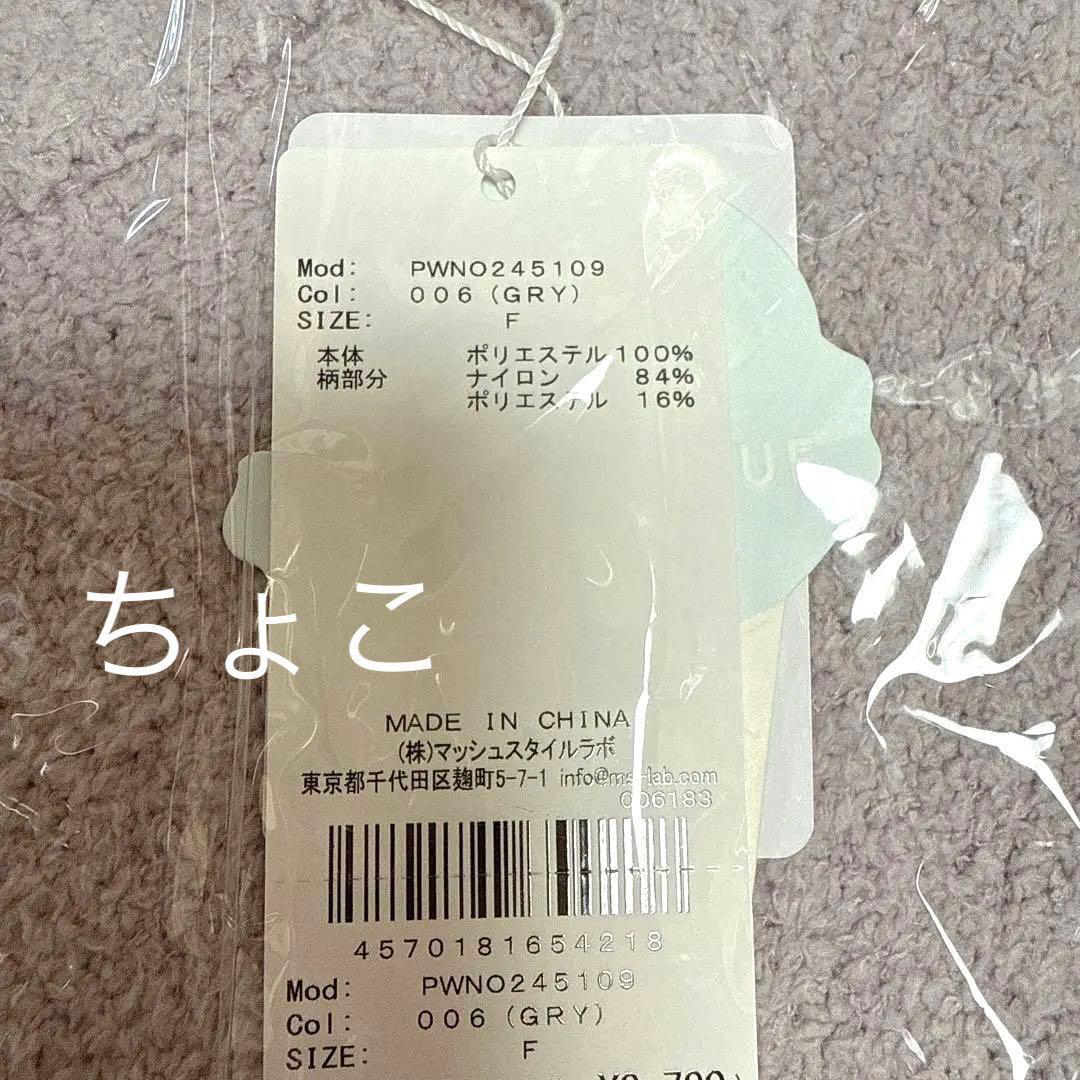 Mod: PWNO245109
Col: 006(GRY)
SIZE: F
本体 ポリエステル 100%
柄部分 ナイロン 84%
ポリエステル 16%
ちょこ
MADE IN CHINA
(株)マッシュスタイルラボ
東京都千代田区麹町5-7-1 info@ms-lab.com
006183
4570181654218
Mod: PWNO245109
Col: 006(GRY)
SIZE: F